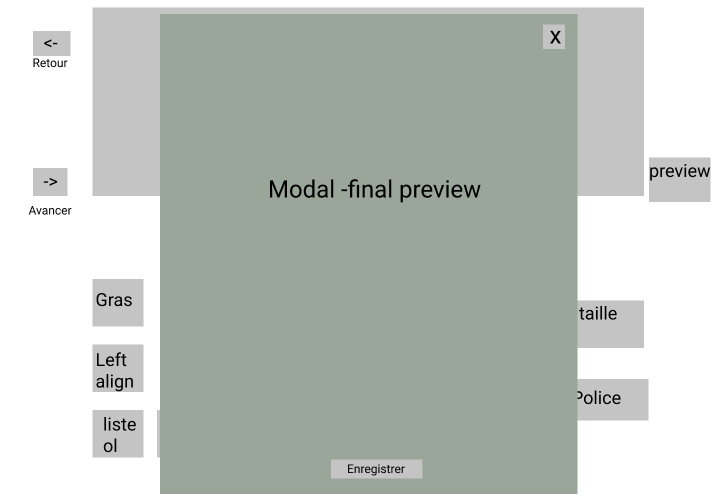 <-
Retour
X
preview
->
Modal -final preview
Avancer
Gras
taille
Left
align
Police
liste
ol
Enregistrer